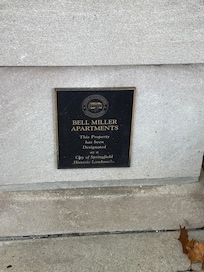 BELL MILLER
APARTMENTS
This Property
has been
Designated
as a
City of Springfield
Historic Landmark